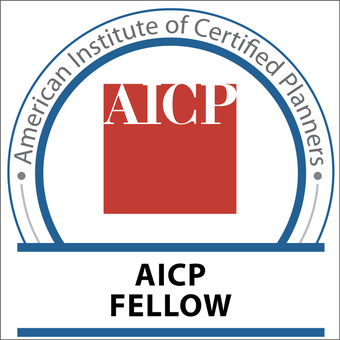 American Institute of Certified Planners
AICP
AICP
FELLOW